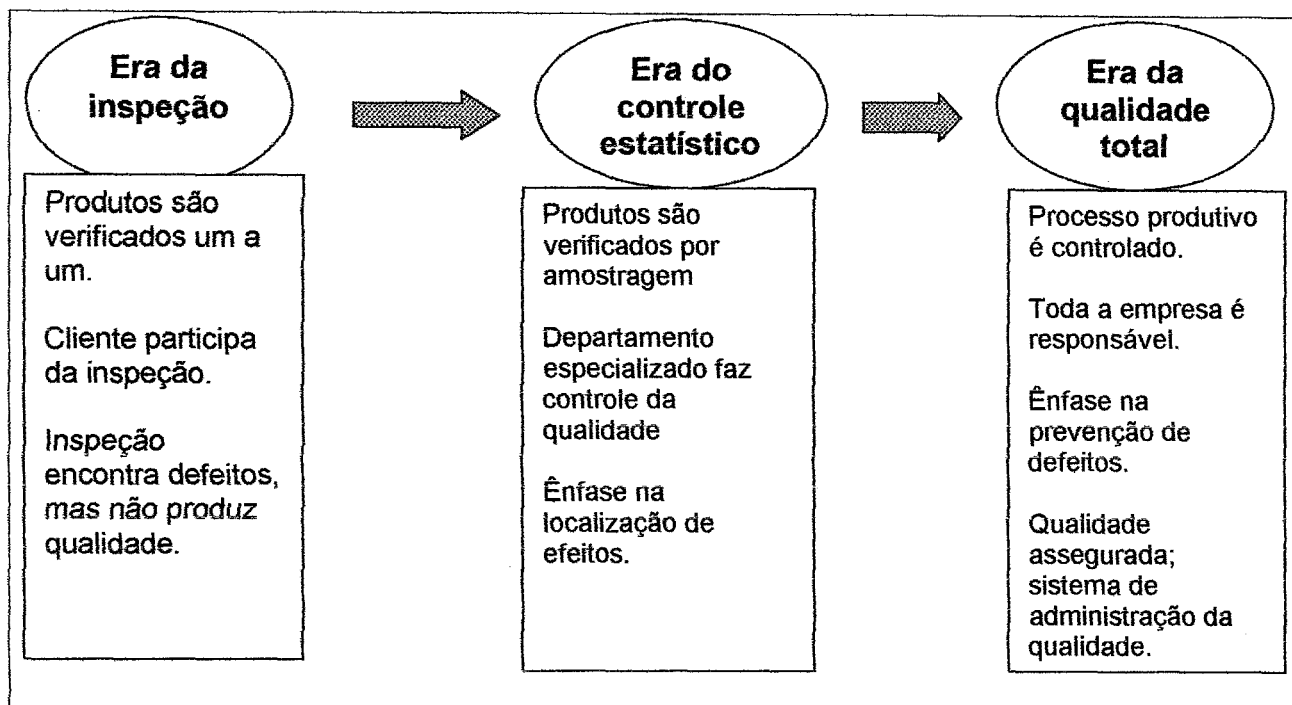 Era da
inspeção
Produtos são
verificados um a
um.
Cliente participa
da inspeção.
Inspeção
encontra defeitos,
mas não produz
qualidade.
Era do
controle
estatístico
Produtos são
verificados por
amostragem
Departamento
especializado faz
controle da
qualidade
Ênfase na
localização de
efeitos.
Era da
qualidade
total
Processo produtivo
é controlado.
Toda a empresa é
responsável.
Ênfase na
prevenção de
defeitos.
Qualidade
assegurada;
sistema de
administração da
qualidade.